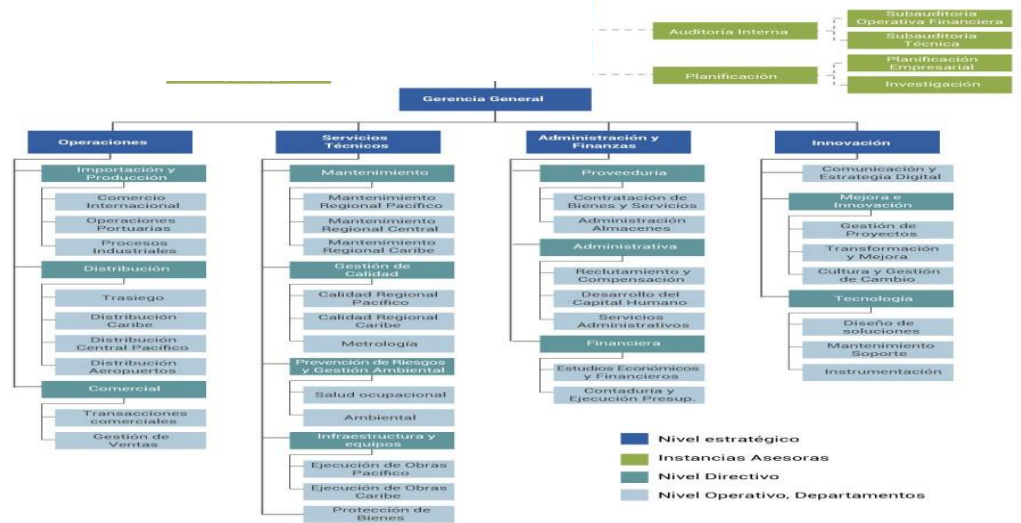 Auditoria Interna
Subauditoria
Operativa Financiera
Subauditoria
Técnica
Planificación
Planificación
Empresarial
Investigación
Gerencia General
Operaciones
Importación y
Producción
Comercio
Internacional
Operaciones
Portuarias
Procesos
Industriales
Distribución
Trasiego
Distribución
Caribe
Distribución
Central Pacífico
Distribución
Aeropuertos
Comercial
Transacciones
comerciales
Gestión de
Ventas
Servicios
Técnicos
Mantenimiento
Mantenimiento
Regional Pacífico
Mantenimiento
Regional Central
Mantenimiento
Regional Caribe
Gestión de
Calidad
Calidad Regional
Pacífico
Calidad Regional
Caribe
Metrología
Prevención de Riesgos
y Gestión Ambiental
Salud ocupacional
Ambiental
Infraestructura y
equipos
Ejecución de Obras
Pacífico
Ejecución de Obras
Caribe
Protección de
Bienes
Administración y
Finanzas
Proveeduría
Contratación de
Bienes y Servicios
Administración
Almacenes
Administrativa
Reclutamiento y
Compensación
Desarrollo del
Capital Humano
Servicios
Administrativos
Financiera
Estudios Económicos
y Financieros
Contaduría y
Ejecución Presup.
Innovación
Comunicación y
Estrategia Digital
Mejora e
Innovación
Gestión de
Proyectos
Transformación
y Mejora
Cultura y Gestión
de Cambio
Tecnología
Diseño de
soluciones
Mantenimiento
Soporte
Instrumentación
Nivel estratégico
Instancias Asesoras
Nivel Directivo
Nivel Operativo, Departamentos